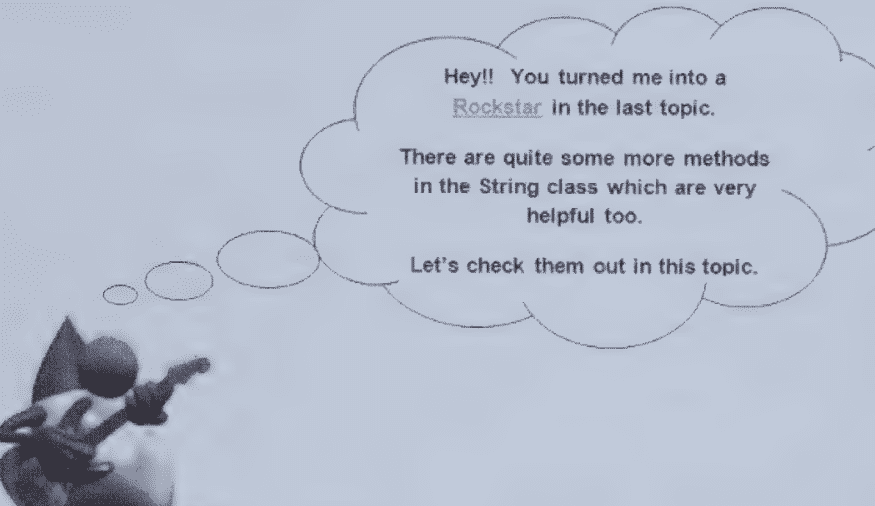 Hey!! You turned me into a
Rockstar in the last topic.
There are quite some more methods
in the String class which are very
helpful too.
Let's check them out in this topic.